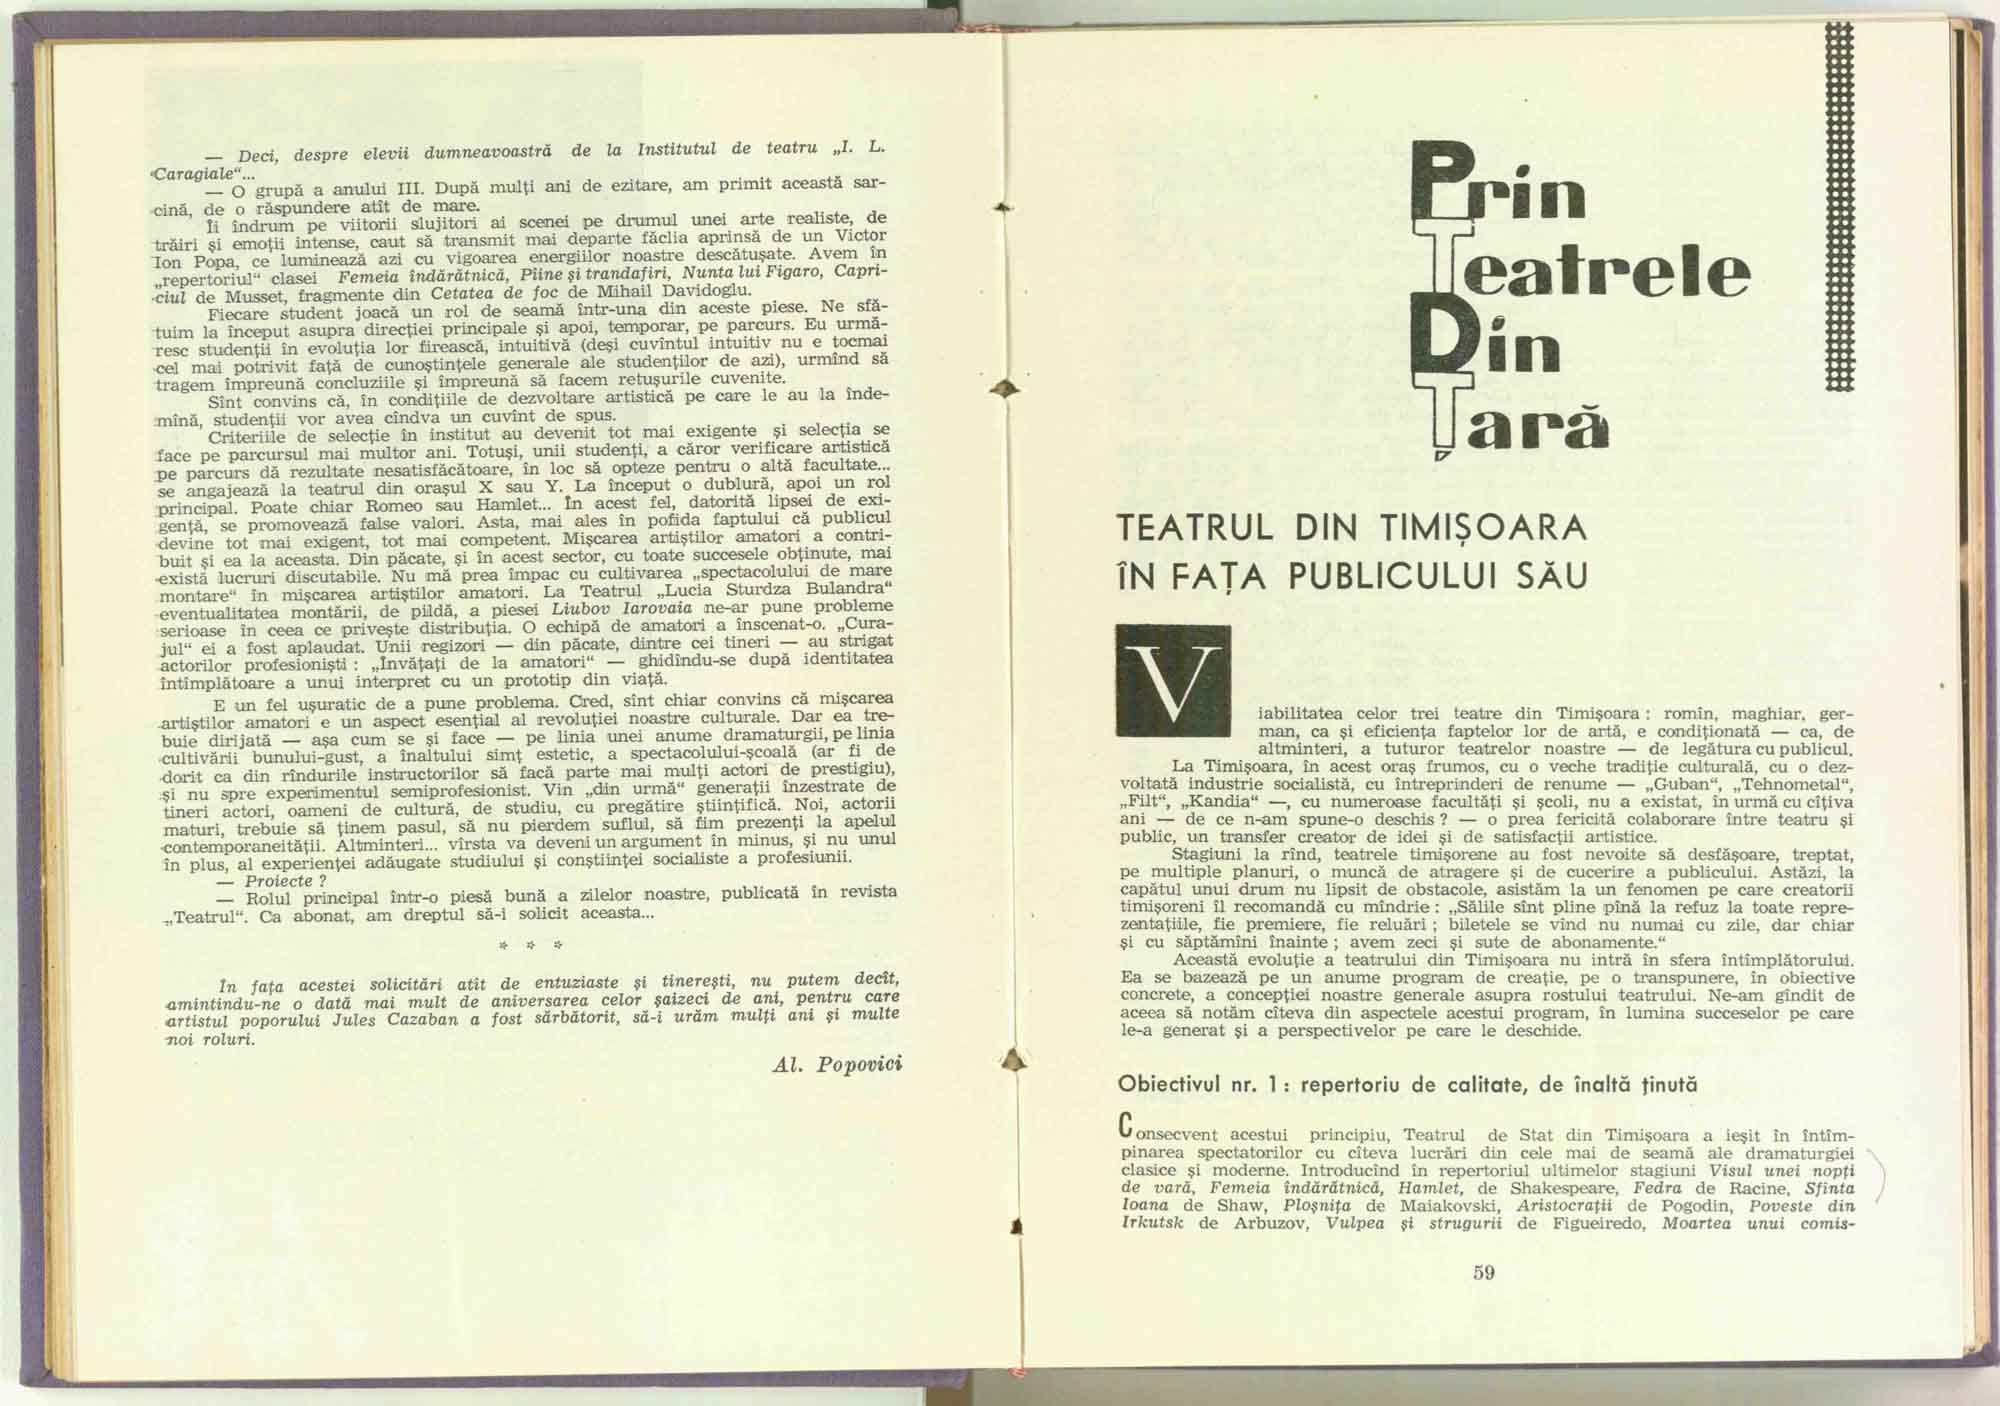 — Deci, despre elevii dumneavoastră de la Institutul de teatru „I. L.
Caragiale“...
— O grupă a anului III. După mulți ani de ezitare, am primit această sar-
cină, de o răspundere atît de mare.
Îi îndrum pe viitorii slujitori ai scenei pe drumul unei arte realiste, de
trăiri și emoții intense, caut să transmit mai departe făclia aprinsă de un Victor
Ion Popa, ce luminează azi cu vigoarea energiilor noastre descătușate. Avem în
„repertoriul“ clasei Femeia îndărătnică, Pîine și trandafiri, Nunta lui Figaro, Capri-
ciul de Musset, fragmente din Cetatea de foc de Mihail Davidoglu.
Fiecare student joacă un rol de seamă într-una din aceste piese. Ne sfă-
tuim la început asupra direcției principale și apoi, temporar, pe parcurs. Eu urmă-
resc studenții în evoluția lor firească, intuitivă (deși cuvîntul intuitiv nu e tocmai
cel mai potrivit față de cunoștințele generale ale studenților de azi), urmînd să
tragem împreună concluziile și împreună să facem retușurile cuvenite.
Sînt convins că, în condițiile de dezvoltare artistică pe care le au la înde-
mînă, studenții vor avea cîndva un cuvînt de spus.
Criteriile de selecție în institut au devenit tot mai exigente și selecția se
face pe parcursul mai multor ani. Totuși, unii studenți, a căror verificare artistică
pe parcurs dă rezultate nesatisfăcătoare, în loc să opteze pentru o altă facultate...
se angajează la teatrul din orașul X sau Y. La început o dublură, apoi un rol
principal. Poate chiar Romeo sau Hamlet... În acest fel, datorită lipsei de exi-
gență, se promovează false valori. Asta, mai ales în pofida faptului că publicul
devine tot mai exigent, tot mai competent. Mișcarea artiștilor amatori a contri-
buit și ea la aceasta. Din păcate, și în acest sector, cu toate succesele obținute, mai
există lucruri discutabile. Nu mă prea împac cu cultivarea „spectacolului de mare
montare“ în mișcarea artiștilor amatori. La Teatrul „Lucia Sturdza Bulandra“
eventualitatea montării, de pildă, a piesei Liubov Iarovaia ne-ar pune probleme
serioase în ceea ce privește distribuția. O echipă de amatori a înscenat-o. „Cura-
jul“ ei a fost aplaudat. Unii regizori — din păcate, dintre cei tineri — au strigat
actorilor profesioniști : „Învățați de la amatori“ — ghidîndu-se după identitatea
întîmplătoare a unui interpret cu un prototip din viață.
E un fel ușuratic de a pune problema. Cred, sînt chiar convins că mișcarea
artiștilor amatori e un aspect esențial al revoluției noastre culturale. Dar ea tre-
buie dirijată — așa cum se și face — pe linia unei anume dramaturgii, pe linia
cultivării bunului-gust, a înaltului simț estetic, a spectacolului-școală (ar fi de
dorit ca din rîndurile instructorilor să facă parte mai mulți actori de prestigiu),
și nu spre experimentul semiprofesionist. Vin „din urmă“ generații înzestrate de
tineri actori, oameni de cultură, de studiu, cu pregătire științifică. Noi, actorii
maturi, trebuie să ținem pasul, să nu pierdem suflul, să fim prezenți la apelul
contemporaneității. Altminteri... vîrsta va deveni un argument în minus, și nu unul
în plus, al experienței adăugate studiului și conștiinței socialiste a profesiunii.
— Proiecte ?
— Rolul principal într-o piesă bună a zilelor noastre, publicată în revista
„Teatrul“. Ca abonat, am dreptul să-i solicit aceasta...
* * *
În fața acestei solicitări atît de entuziaste și tinerești, nu putem decît,
amintindu-ne o dată mai mult de aniversarea celor șaizeci de ani, pentru care
artistul poporului Jules Cazaban a fost sărbătorit, să-i urăm mulți ani și multe
noi roluri.
Al. Popovici
Prin
Teatrele
Din
Țară
TEATRUL DIN TIMIȘOARA
ÎN FAȚA PUBLICULUI SĂU
Viabilitatea celor trei teatre din Timișoara : romîn, maghiar, ger-
man, ca și eficiența faptelor lor de artă, e condiționată — ca, de
altminteri, a tuturor teatrelor noastre — de legătura cu publicul.
La Timișoara, în acest oraș frumos, cu o veche tradiție culturală, cu o dez-
voltată industrie socialistă, cu întreprinderi de renume — „Guban“, „Tehnometal“,
„Filt“, „Kandia“ —, cu numeroase facultăți și școli, nu a existat, în urmă cu cîțiva
ani — de ce n-am spune-o deschis ? — o prea fericită colaborare între teatru și
public, un transfer creator de idei și de satisfacții artistice.
Stagiuni la rînd, teatrele timișorene au fost nevoite să desfășoare, treptat,
pe multiple planuri, o muncă de atragere și de cucerire a publicului. Astăzi, la
capătul unui drum nu lipsit de obstacole, asistăm la un fenomen pe care creatorii
timișoreni îl recomandă cu mîndrie : „Sălile sînt pline pînă la refuz la toate repre-
zentațiile, fie premiere, fie reluări ; biletele se vînd nu numai cu zile, dar chiar
și cu săptămîni înainte ; avem zeci și sute de abonamente.“
Această evoluție a teatrului din Timișoara nu intră în sfera întîmplătorului.
Ea se bazează pe un anume program de creație, pe o transpunere, în obiective
concrete, a concepției noastre generale asupra rostului teatrului. Ne-am gîndit de
aceea să notăm cîteva din aspectele acestui program, în lumina succeselor pe care
le-a generat și a perspectivelor pe care le deschide.
Obiectivul nr. 1 : repertoriu de calitate, de înaltă ținută
Consecvent acestui principiu, Teatrul de Stat din Timișoara a ieșit în întîm-
pinarea spectatorilor cu cîteva lucrări din cele mai de seamă ale dramaturgiei
clasice și moderne. Introducînd în repertoriul ultimelor stagiuni Visul unei nopți
de vară, Femeia îndărătnică, Hamlet, de Shakespeare, Fedra de Racine, Sfînta
Ioana de Shaw, Ploșnița de Maiakovski, Aristocrații de Pogodin, Poveste din
Irkutsk de Arbuzov, Vulpea și strugurii de Figueiredo, Moartea unui comis-
59